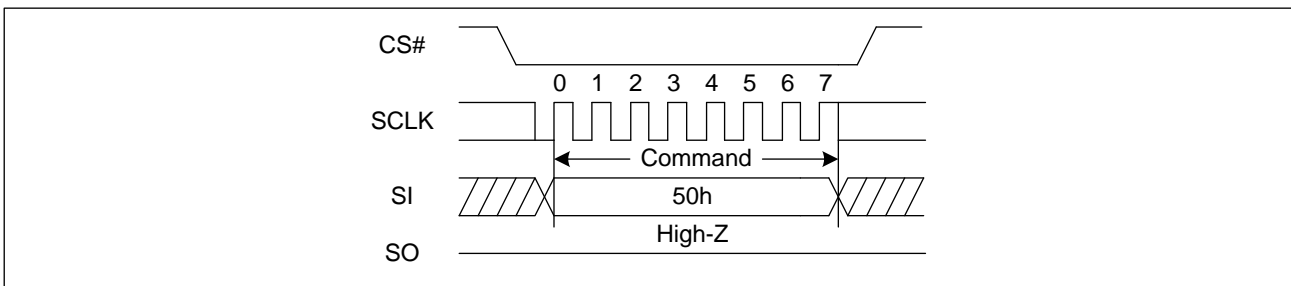 CS#
0 1 2 3 4 5 6 7
SCLK
Command
SI
50h
High-Z
SO